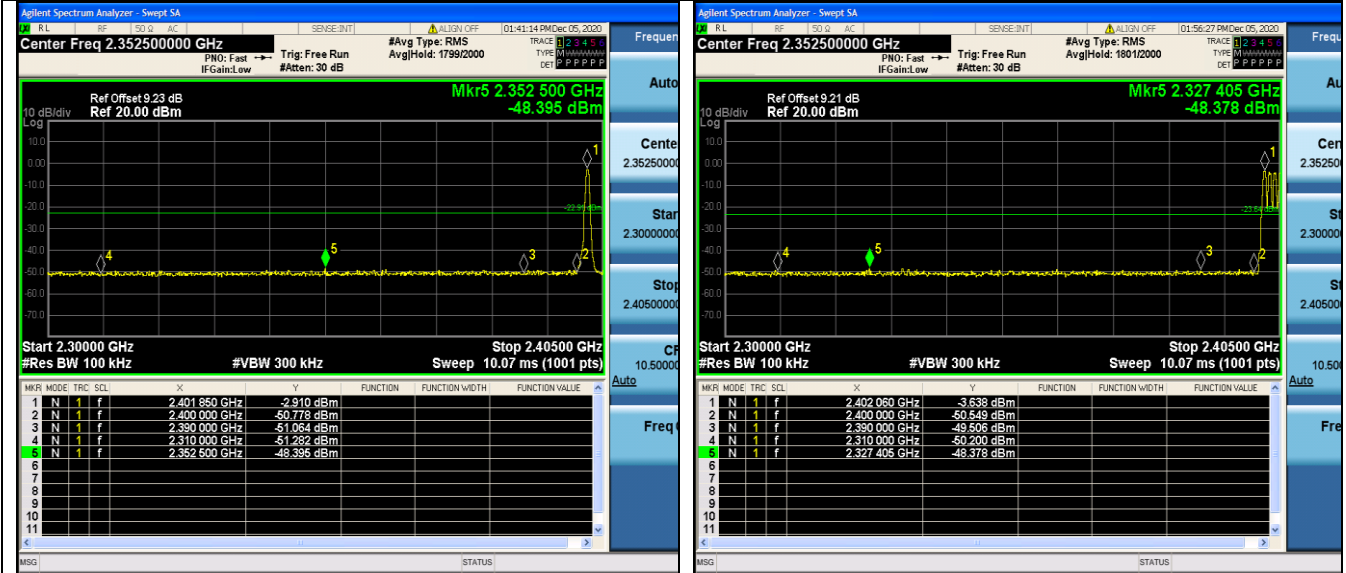 Agilent Spectrum Analyzer - Swept SA
RL RF 50 Ω AC SENSE:INT ALIGN OFF 01:41:14 PM Dec 05, 2020
Center Freq 2.352500000 GHz
#Avg Type: RMS
TRACE 1 2 3 4 5 6
PNO: Fast Trig: Free Run Avg|Hold: 1799/2000 TYPE M
IFGain:Low #Atten: 30 dB DET P P P P P P
Mkr5 2.352 500 GHz
-48.395 dBm
Ref Offset 9.23 dB
10 dB/div Ref 20.00 dBm
Log
10.0
0.00
-10.0
-20.0
-30.0
-40.0
-50.0
-60.0
-70.0
1
2
3
4
5
Start 2.30000 GHz Stop 2.40500 GHz
#Res BW 100 kHz #VBW 300 kHz Sweep 10.07 ms (1001 pts)
MKR MODE TRC SCL X Y FUNCTION FUNCTION WIDTH FUNCTION VALUE
1 N 1 f 2.401 850 GHz -2.910 dBm
2 N 1 f 2.400 000 GHz -50.778 dBm
3 N 1 f 2.390 000 GHz -51.064 dBm
4 N 1 f 2.310 000 GHz -51.282 dBm
5 N 1 f 2.352 500 GHz -48.395 dBm
6
7
8
9
10
11
MSG STATUS
Frequen
Auto
Cente
2.35250000
Star
2.30000000
Stop
2.40500000
CF
10.50000
Auto
Freq
Agilent Spectrum Analyzer - Swept SA
RL RF 50 Ω AC SENSE:INT ALIGN OFF 01:56:27 PM Dec 05, 2020
Center Freq 2.352500000 GHz
#Avg Type: RMS
TRACE 1 2 3 4 5 6
PNO: Fast Trig: Free Run Avg|Hold: 1801/2000 TYPE M
IFGain:Low #Atten: 30 dB DET P P P P P P
Mkr5 2.327 405 GHz
-48.378 dBm
Ref Offset 9.21 dB
10 dB/div Ref 20.00 dBm
Log
10.0
0.00
-10.0
-20.0
-30.0
-40.0
-50.0
-60.0
-70.0
1
2
3
4
5
Start 2.30000 GHz Stop 2.40500 GHz
#Res BW 100 kHz #VBW 300 kHz Sweep 10.07 ms (1001 pts)
MKR MODE TRC SCL X Y FUNCTION FUNCTION WIDTH FUNCTION VALUE
1 N 1 f 2.402 060 GHz -3.638 dBm
2 N 1 f 2.400 000 GHz -50.549 dBm
3 N 1 f 2.390 000 GHz -49.506 dBm
4 N 1 f 2.310 000 GHz -50.200 dBm
5 N 1 f 2.327 405 GHz -48.378 dBm
6
7
8
9
10
11
MSG STATUS
Frequ
Au
Cen
2.35250
St
2.30000
St
2.40500
10.500
Auto
Fre